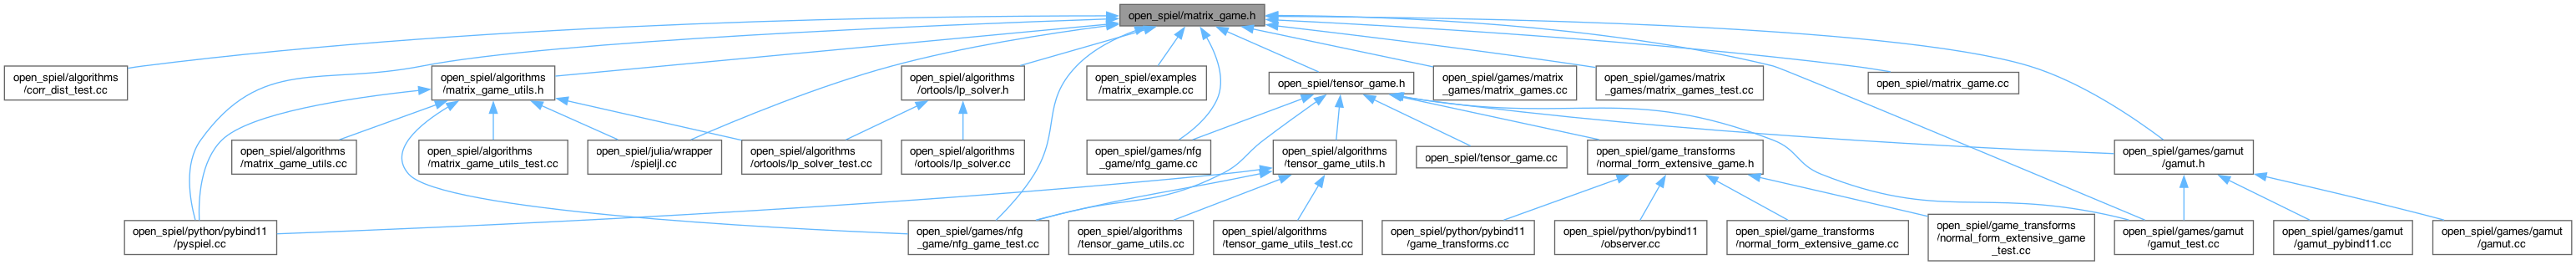 open_spiel/matrix_game.h
open_spiel/algorithms
/corr_dist_test.cc
open_spiel/algorithms
/matrix_game_utils.h
open_spiel/algorithms
/ortools/lp_solver.h
open_spiel/examples
/matrix_example.cc
open_spiel/tensor_game.h
open_spiel/games/matrix
_games/matrix_games.cc
open_spiel/games/matrix
_games/matrix_games_test.cc
open_spiel/matrix_game.cc
open_spiel/algorithms
/matrix_game_utils.cc
open_spiel/algorithms
/matrix_game_utils_test.cc
open_spiel/julia/wrapper
/spieljl.cc
open_spiel/algorithms
/ortools/lp_solver_test.cc
open_spiel/algorithms
/ortools/lp_solver.cc
open_spiel/games/nfg
_game/nfg_game.cc
open_spiel/algorithms
/tensor_game_utils.h
open_spiel/tensor_game.cc
open_spiel/game_transforms
/normal_form_extensive_game.h
open_spiel/games/gamut
/gamut.h
open_spiel/python/pybind11
/pyspiel.cc
open_spiel/games/nfg
_game/nfg_game_test.cc
open_spiel/algorithms
/tensor_game_utils.cc
open_spiel/algorithms
/tensor_game_utils_test.cc
open_spiel/python/pybind11
/game_transforms.cc
open_spiel/python/pybind11
/observer.cc
open_spiel/game_transforms
/normal_form_extensive_game.cc
open_spiel/game_transforms
/normal_form_extensive_game
_test.cc
open_spiel/games/gamut
/gamut_test.cc
open_spiel/games/gamut
/gamut_pybind11.cc
open_spiel/games/gamut
/gamut.cc